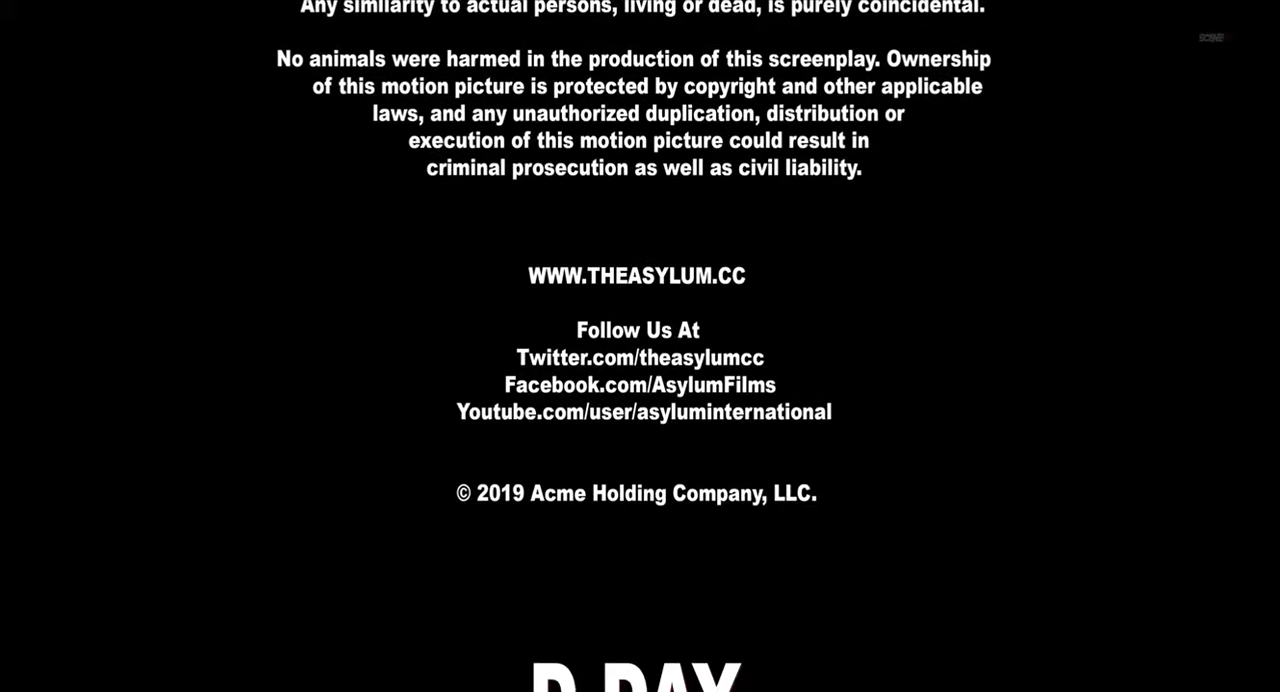 Any similarity to actual persons, living or dead, is purely coincidental.
SCENE
No animals were harmed in the production of this screenplay. Ownership
of this motion picture is protected by copyright and other applicable
laws, and any unauthorized duplication, distribution or
execution of this motion picture could result in
criminal prosecution as well as civil liability.
WWW.THEASYLUM.CC
Follow Us At
Twitter.com/theasylumcc
Facebook.com/AsylumFilms
Youtube.com/user/asyluminternational
© 2019 Acme Holding Company, LLC.
D-DAY